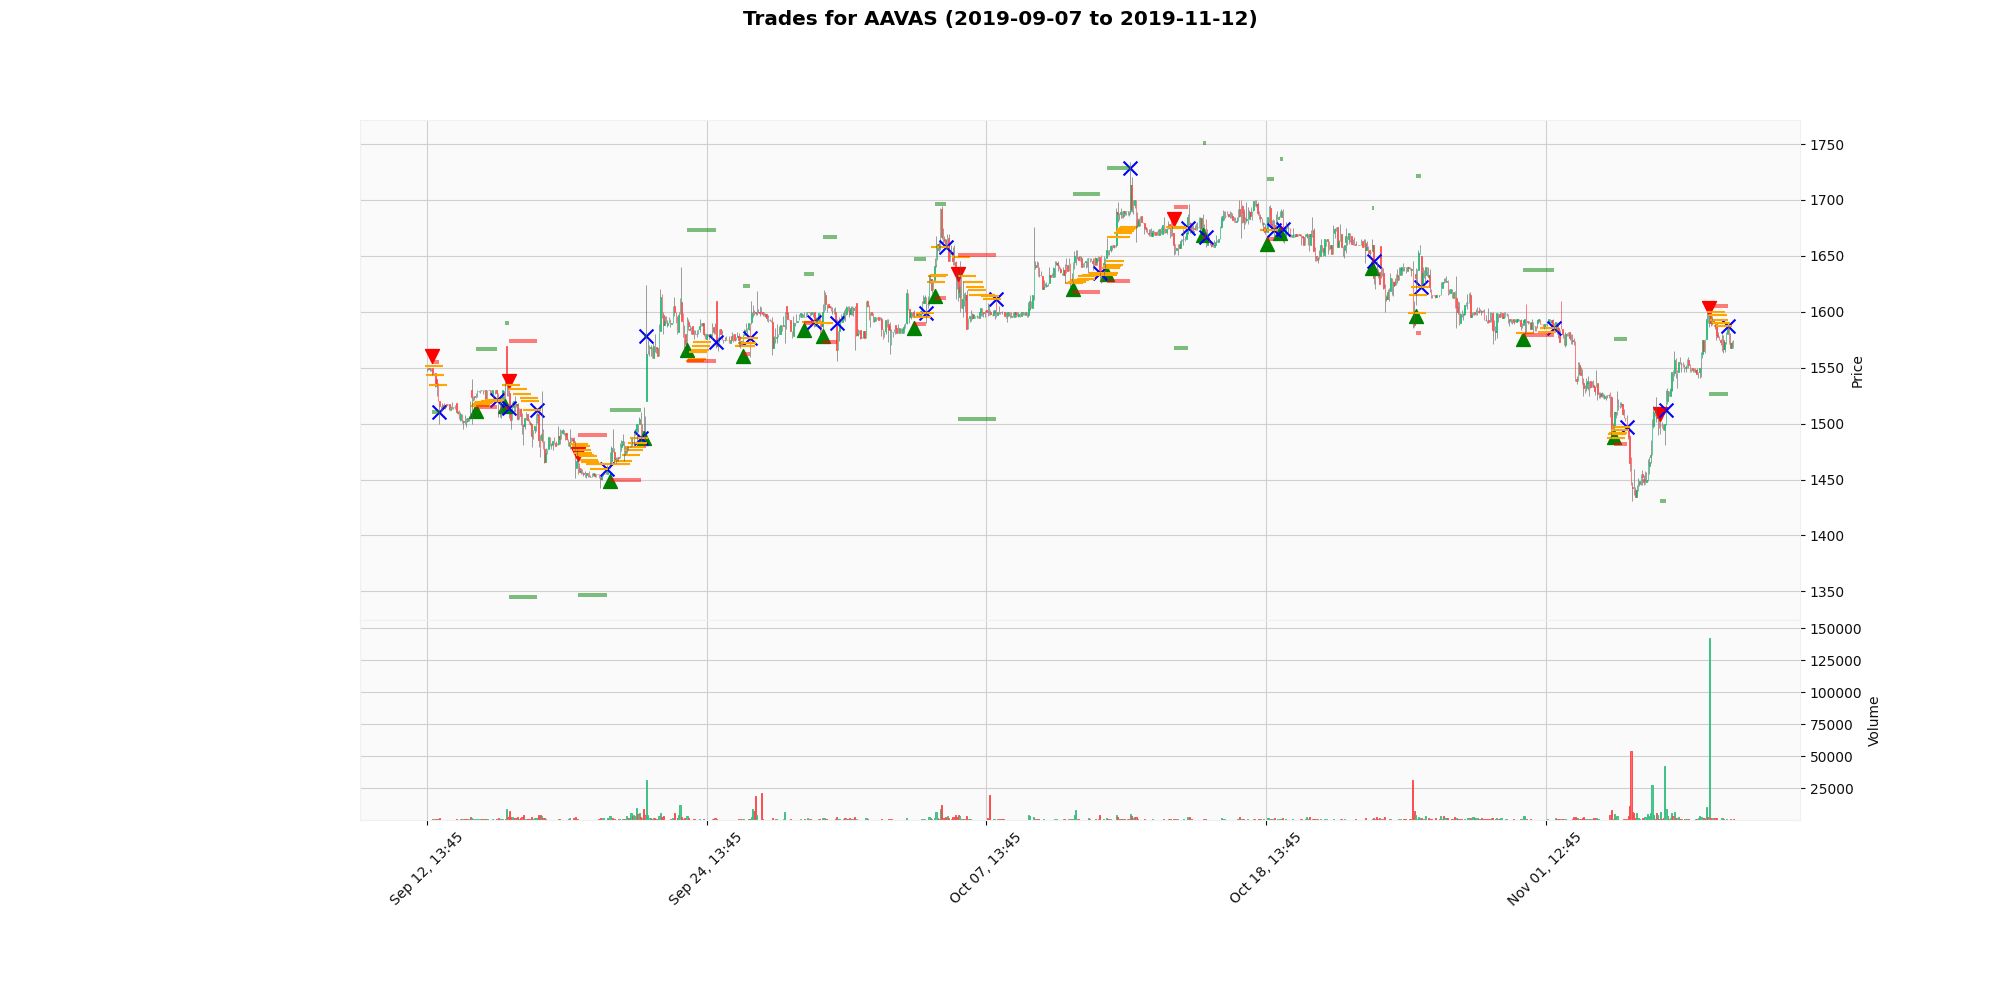 Trades for AAVAS (2019-09-07 to 2019-11-12)
1750
1700
1650
1600
1550
1500
1450
1400
1350
Price
150000
125000
100000
75000
50000
25000
Volume
Sep 12, 13:45
Sep 24, 13:45
Oct 07, 13:45
Oct 18, 13:45
Nov 01, 12:45